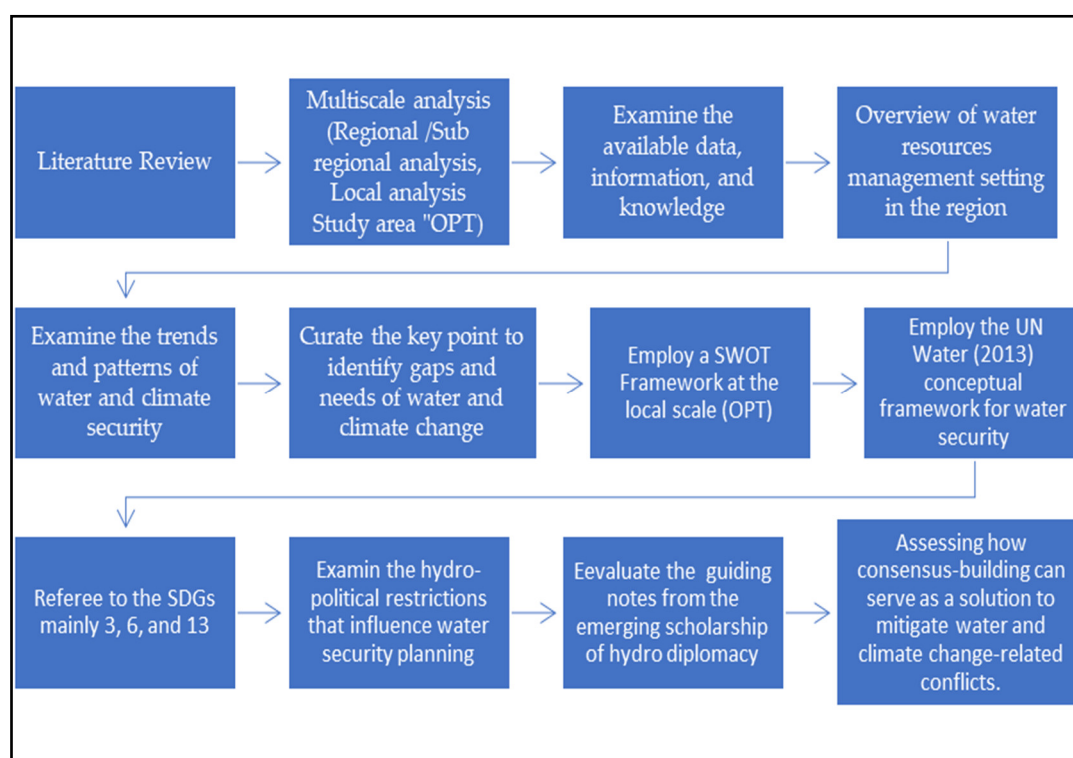 Literature Review
Multiscale analysis
(Regional /Sub
regional analysis,
Local analysis
Study area "OPT)
Examine the
available data,
information, and
knowledge
Overview of water
resources
management setting
in the region
Examine the trends
and patterns of
water and climate
security
Curate the key point to
identify gaps and
needs of water and
climate change
Employ a SWOT
Framework at the
local scale (OPT)
Employ the UN
Water (2013)
conceptual
framework for water
security
Referee to the SDGs
mainly 3, 6, and 13
Examin the hydro-
political restrictions
that influence water
security planning
Eevaluate the guiding
notes from the
emerging scholarship
of hydro diplomacy
Assessing how
consensus-building can
serve as a solution to
mitigate water and
climate change-related
conflicts.